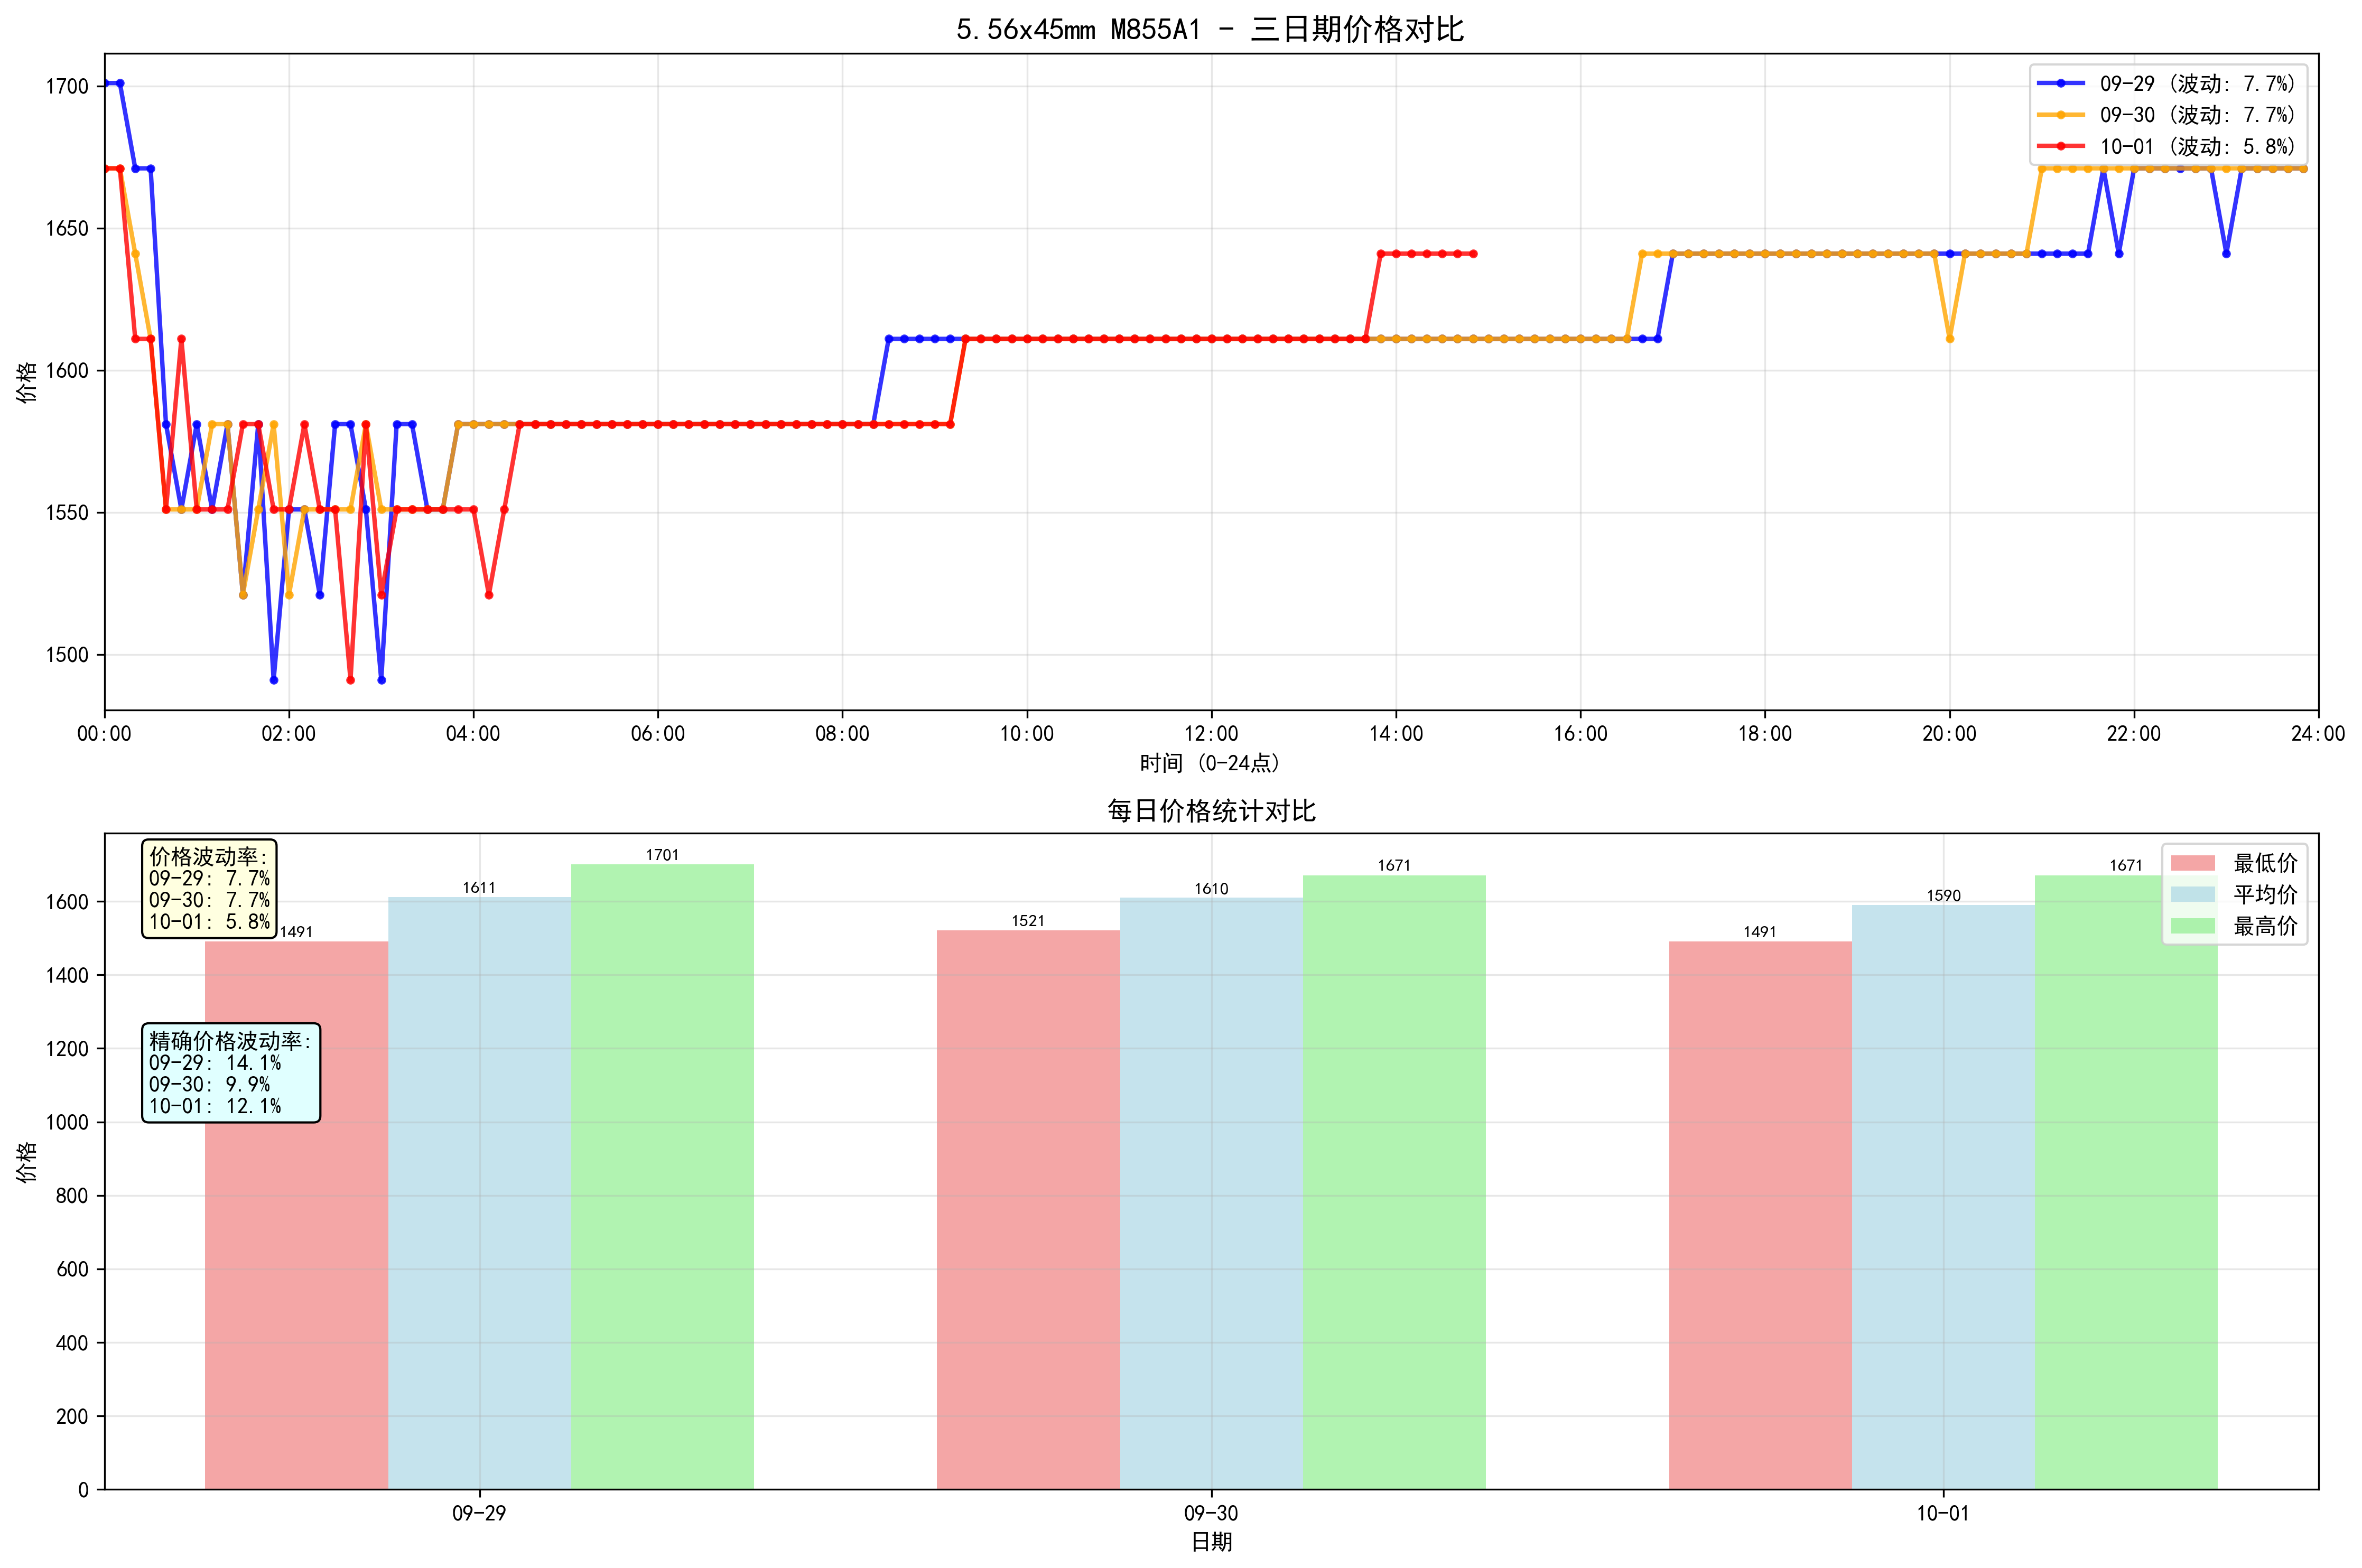 5.56x45mm M855A1 - 三日期价格对比
09-29 (波动: 7.7%)
09-30 (波动: 7.7%)
10-01 (波动: 5.8%)
价格
1700
1650
1600
1550
1500
00:00 02:00 04:00 06:00 08:00 10:00 12:00 14:00 16:00 18:00 20:00 22:00 24:00
时间 (0-24点)
每日价格统计对比
价格波动率:
09-29: 7.7%
09-30: 7.7%
10-01: 5.8%
精确价格波动率:
09-29: 14.1%
09-30: 9.9%
10-01: 12.1%
最低价
平均价
最高价
1491 1611 1701 1521 1610 1671 1491 1590 1671
价格
1600
1400
1200
1000
800
600
400
200
0
09-29 09-30 10-01
日期